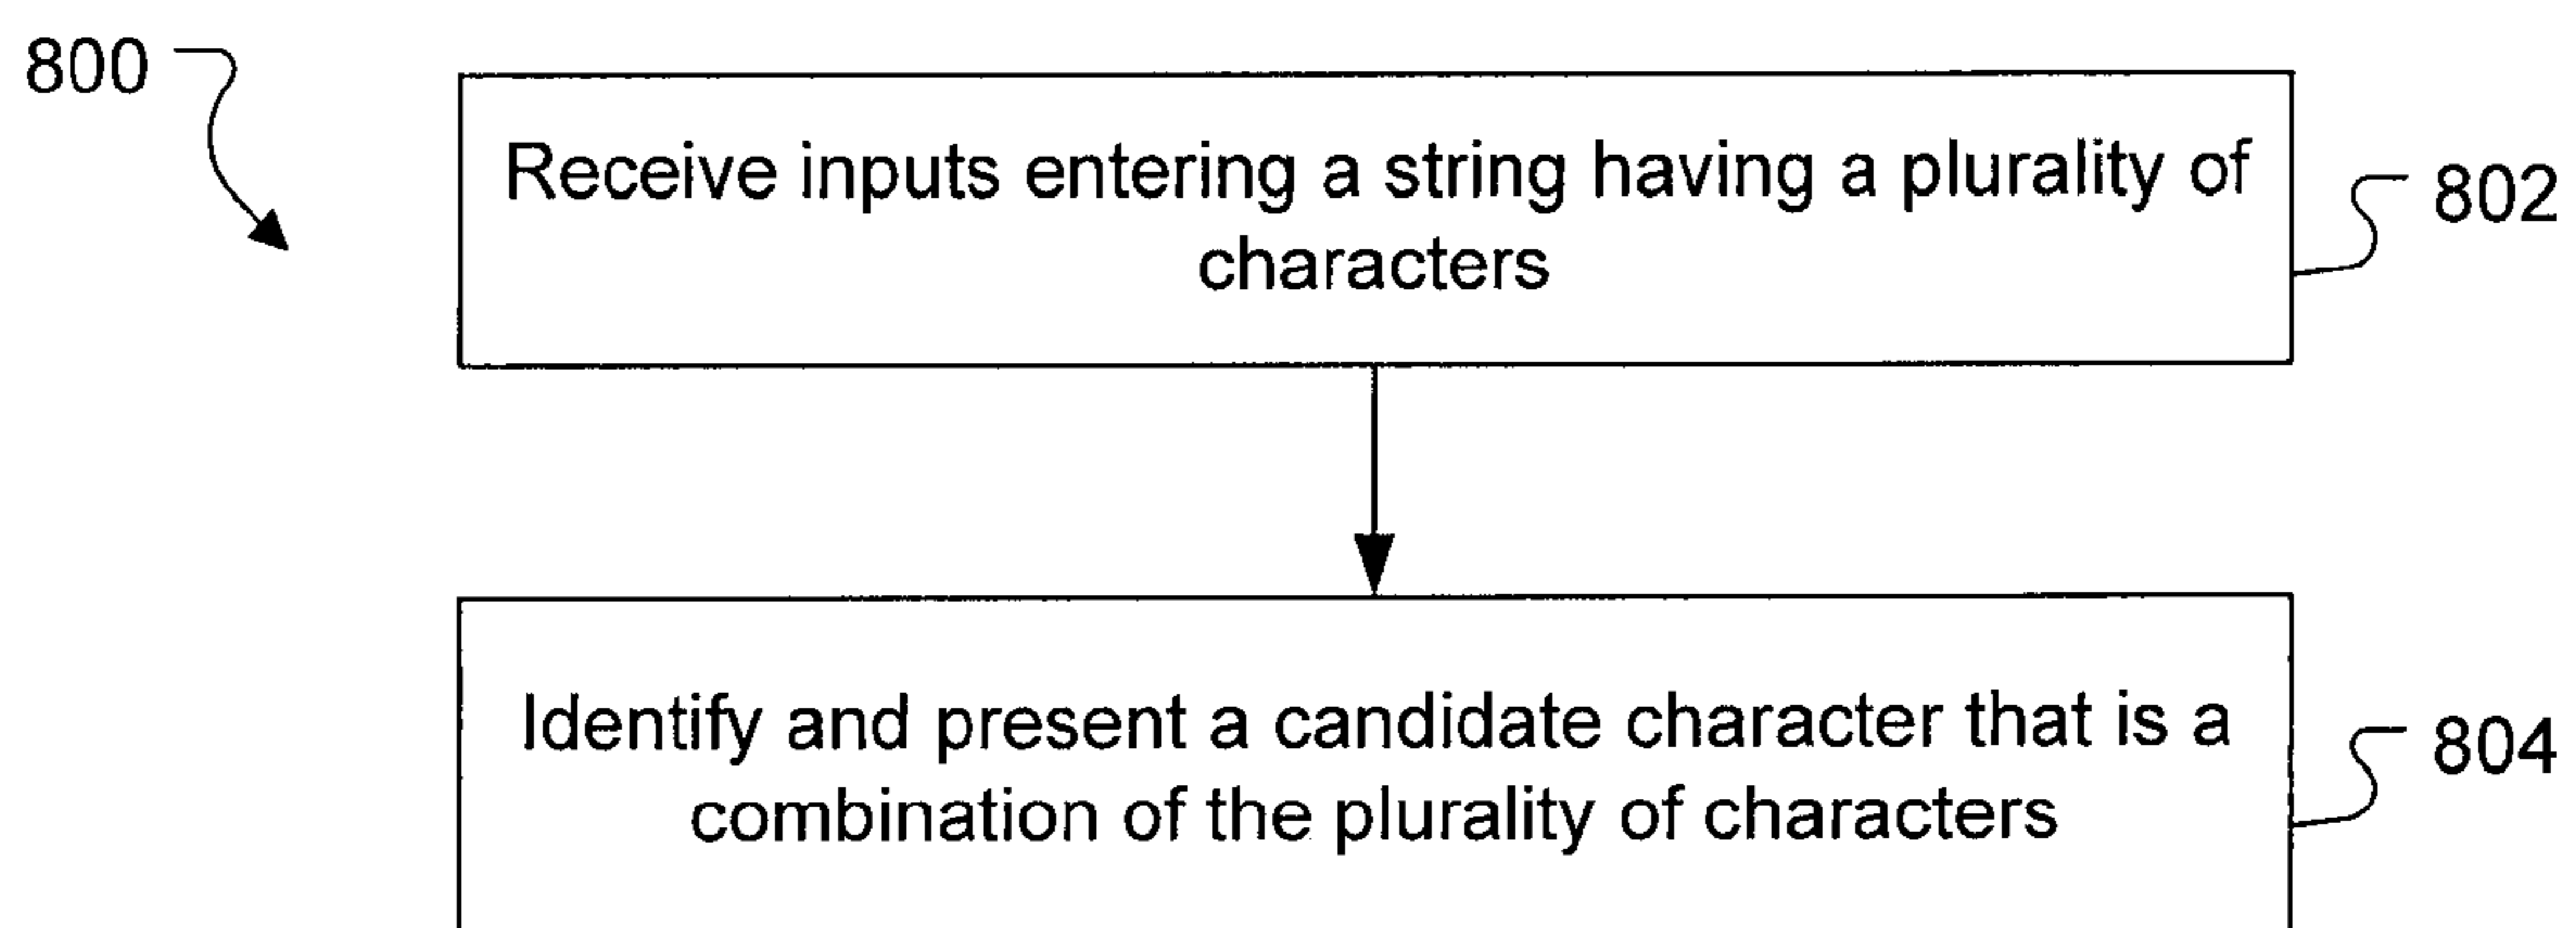 800
Receive inputs entering a string having a plurality of
characters
802
Identify and present a candidate character that is a
combination of the plurality of characters
804